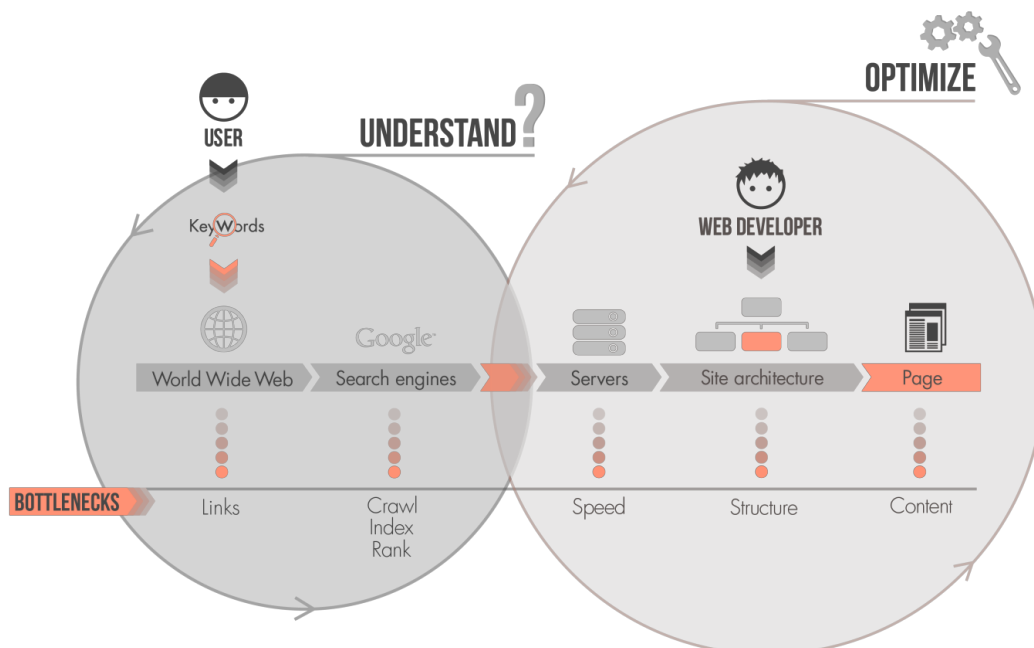 OPTIMIZE
UNDERSTAND?
USER
WEB DEVELOPER
KeyWords
Google™
World Wide Web
Search engines
Servers
Site architecture
Page
BOTTLENECKS
Links
Crawl
Index
Rank
Speed
Structure
Content